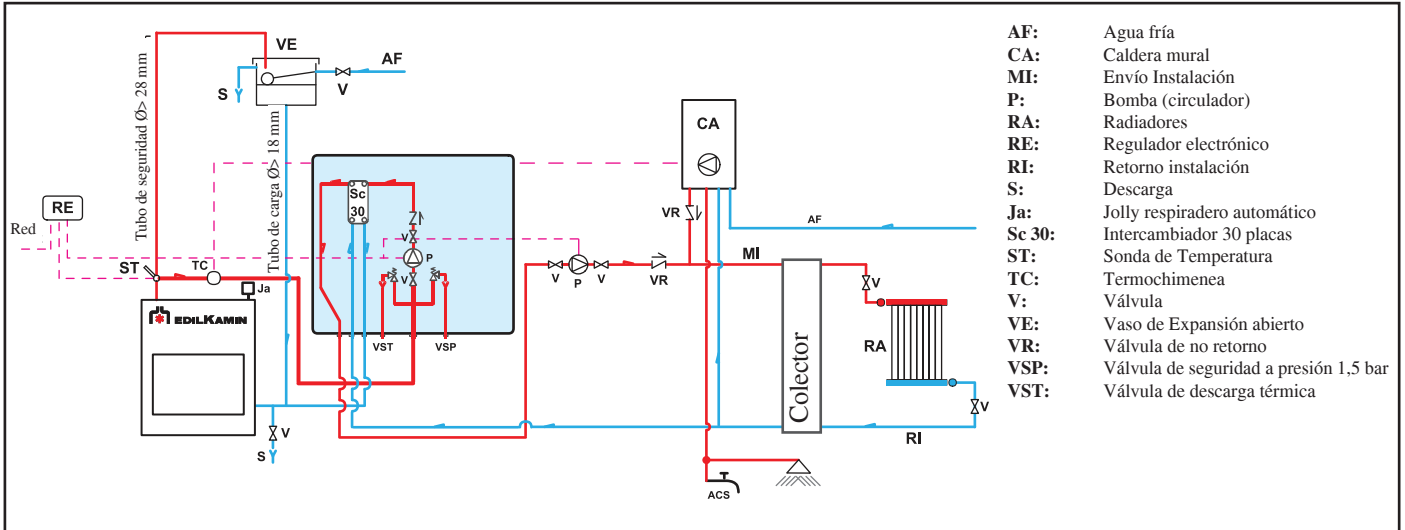 VE
AF
S
V
Tubo de seguridad Ø> 28 mm
Tubo de carga Ø> 18 mm
RE
Red
ST
TC
Ja
EDILKAMIN
V
S
Sc
30
V
P
V
VST
VSP
CA
VR
AF
V
P
V
VR
MI
Colector
V
RA
V
RI
ACS
AF: Agua fría
CA: Caldera mural
MI: Envío Instalación
P: Bomba (circulador)
RA: Radiadores
RE: Regulador electrónico
RI: Retorno instalación
S: Descarga
Ja: Jolly respiradero automático
Sc 30: Intercambiador 30 placas
ST: Sonda de Temperatura
TC: Termochimenea
V: Válvula
VE: Vaso de Expansión abierto
VR: Válvula de no retorno
VSP: Válvula de seguridad a presión 1,5 bar
VST: Válvula de descarga térmica